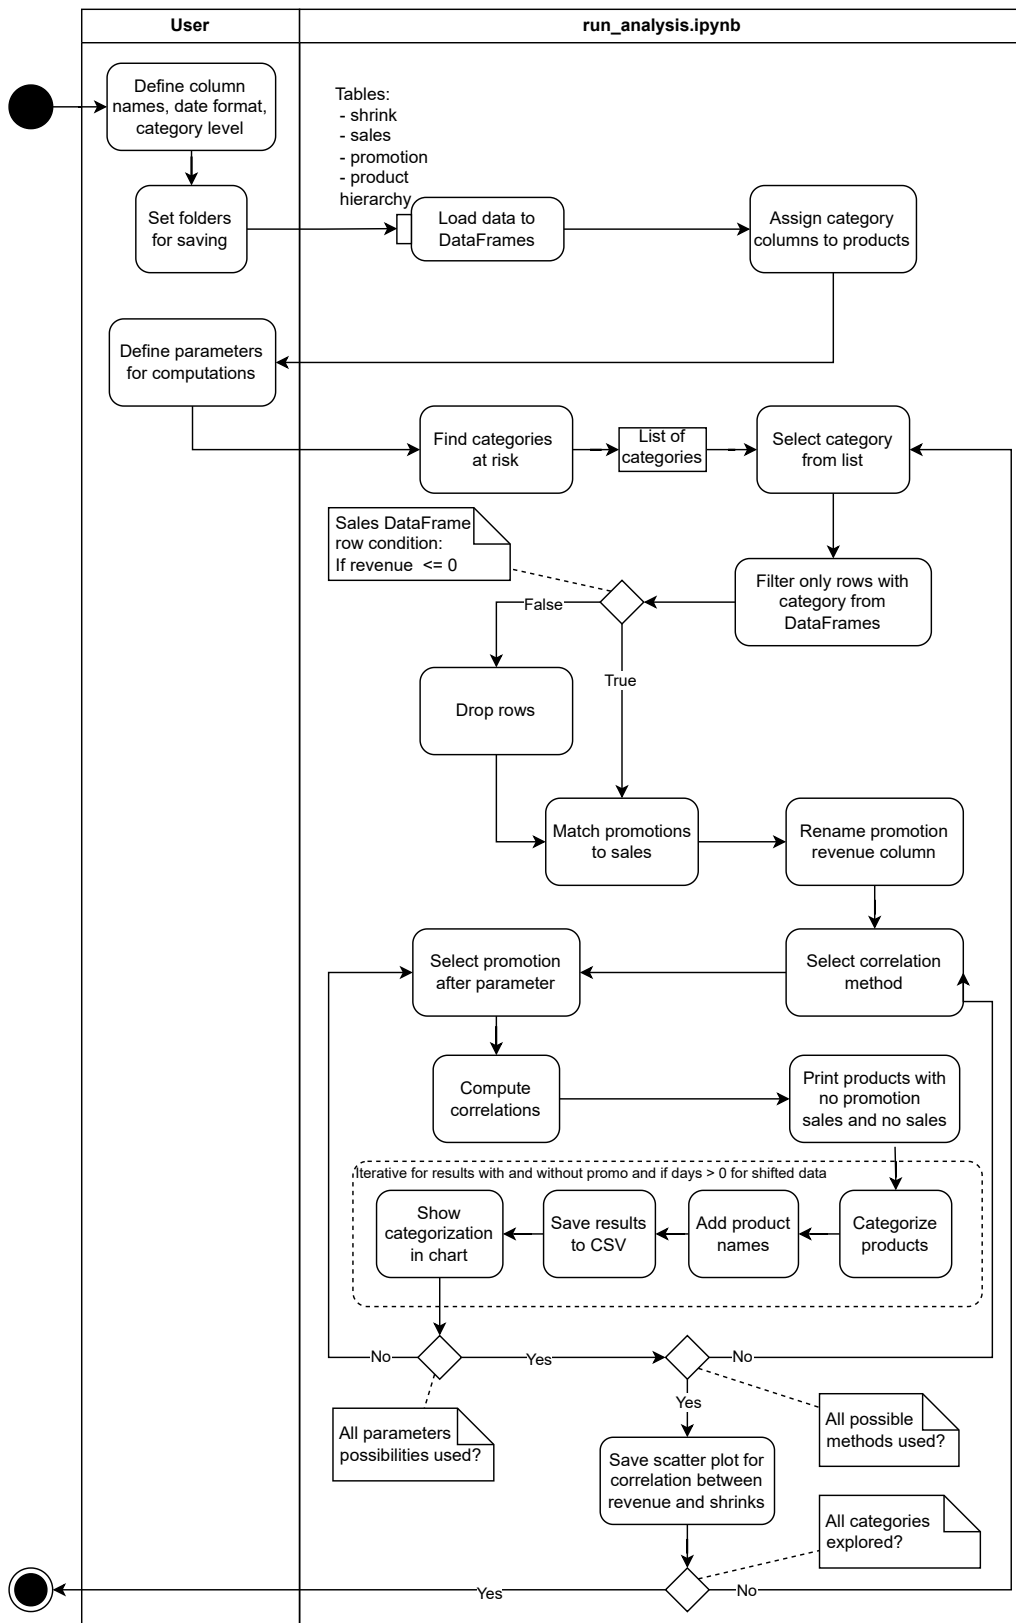 User
run_analysis.ipynb
Define column
names, date format,
category level
Tables:
- shrink
- sales
- promotion
- product
hierarchy
Set folders
for saving
Load data to
DataFrames
Assign category
columns to products
Define parameters
for computations
Find categories
at risk
List of
categories
Select category
from list
Sales DataFrame
row condition:
If revenue <= 0
Filter only rows with
category from
DataFrames
False
True
Drop rows
Match promotions
to sales
Rename promotion
revenue column
Select promotion
after parameter
Select correlation
method
Compute
correlations
Print products with
no promotion
sales and no sales
Iterative for results with and without promo and if days > 0 for shifted data
Show
categorization
in chart
Save results
to CSV
Add product
names
Categorize
products
No
Yes
No
Yes
All parameters
possibilities used?
All possible
methods used?
Save scatter plot for
correlation between
revenue and shrinks
All categories
explored?
Yes
No